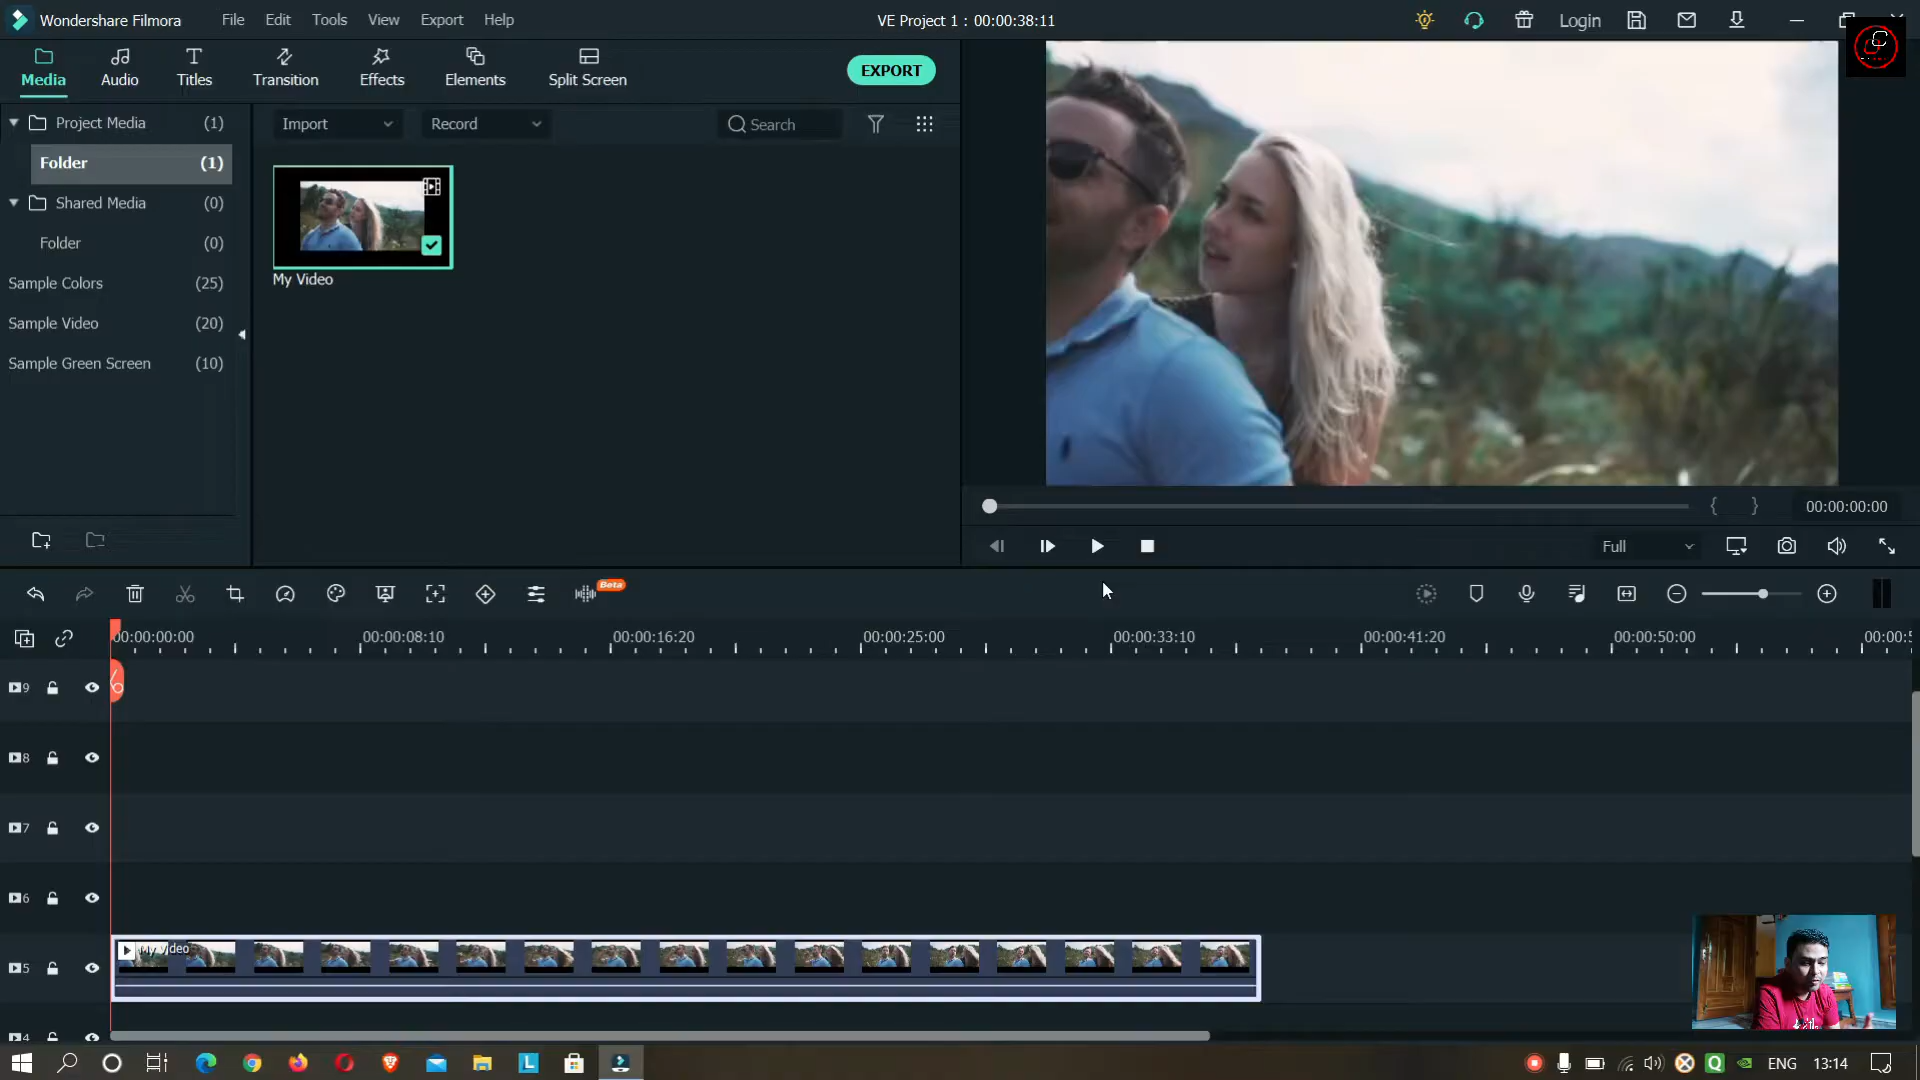 Wondershare Filmora File Edit Tools View Export Help VE Project 1 : 00:00:38:11 Login
Media Audio Titles Transition Effects Elements Split Screen EXPORT
Project Media (1)
Folder (1)
Shared Media (0)
Folder (0)
Sample Colors (25)
Sample Video (20)
Sample Green Screen (10)
Import Record Search
My Video
00:00:00:00
Full
Beta
00:00:00:00 00:00:08:10 00:00:16:20 00:00:25:00 00:00:33:10 00:00:41:20 00:00:50:00 00:00:5
9
8
7
6
5 My Video
4
ENG 13:14